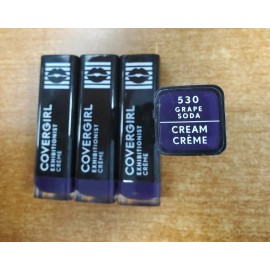 COVERGIRL
EXHIBITIONIST
CRÈME
COVERGIRL
EXHIBITIONIST
CRÈME
COVERGIRL
EXHIBITIONIST
CRÈME
530
GRAPE
SODA
CREAM
CRÈME